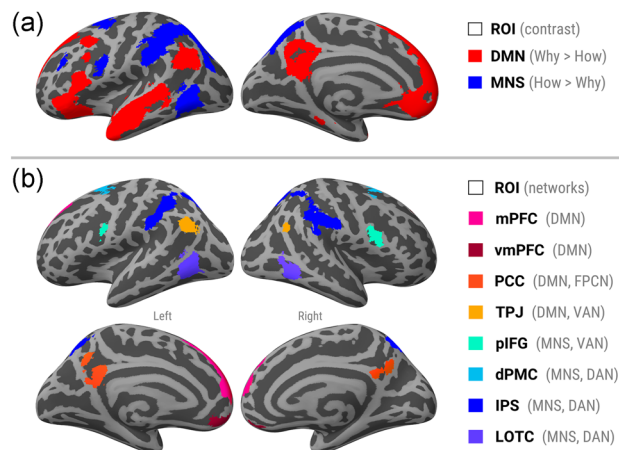 (a)
ROI (contrast)
DMN (Why > How)
MNS (How > Why)
(b)
ROI (networks)
mPFC (DMN)
vmPFC (DMN)
PCC (DMN, FPCN)
TPJ (DMN, VAN)
Left Right
pIFG (MNS, VAN)
dPMC (MNS, DAN)
IPS (MNS, DAN)
LOTC (MNS, DAN)